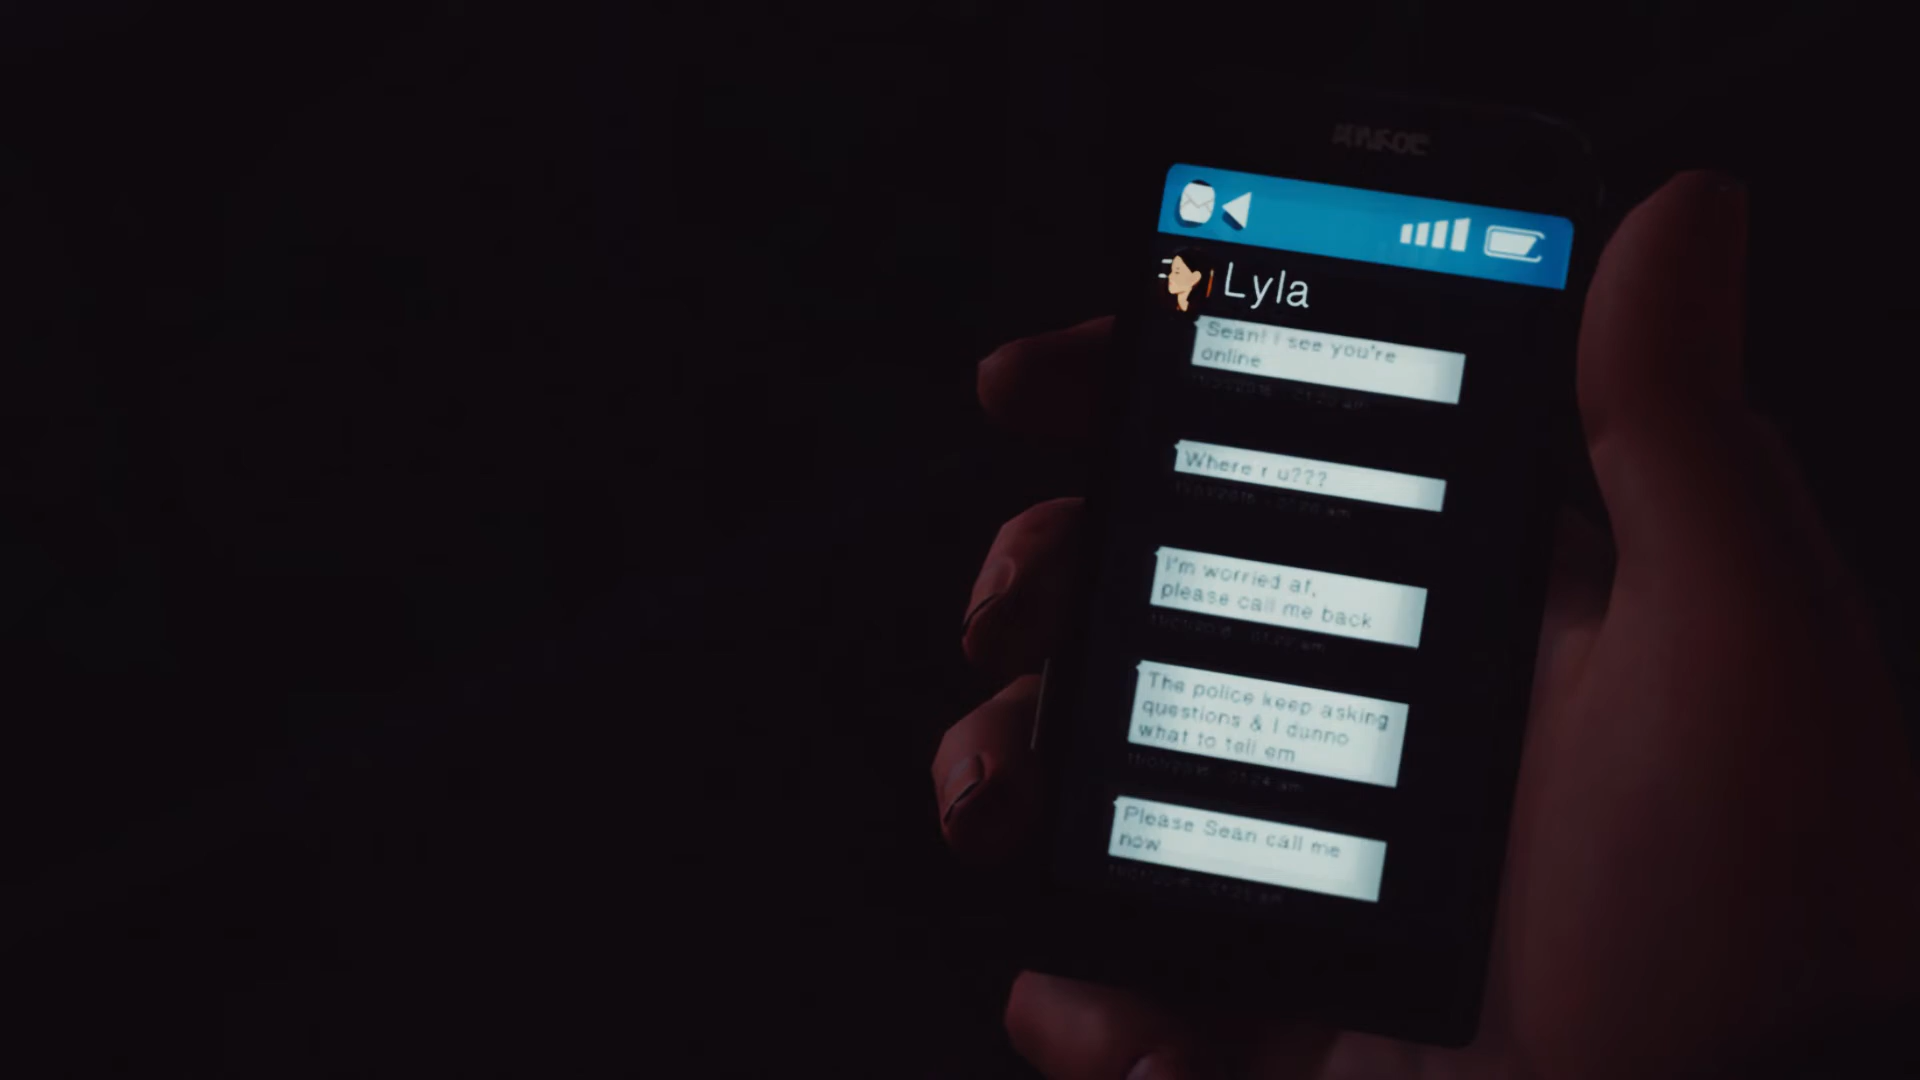 Lyla
Sean! I see you're
online
Where r u???
I'm worried af,
please call me back
The police keep asking
questions & I dunno
what to tell em
Please Sean call me
now